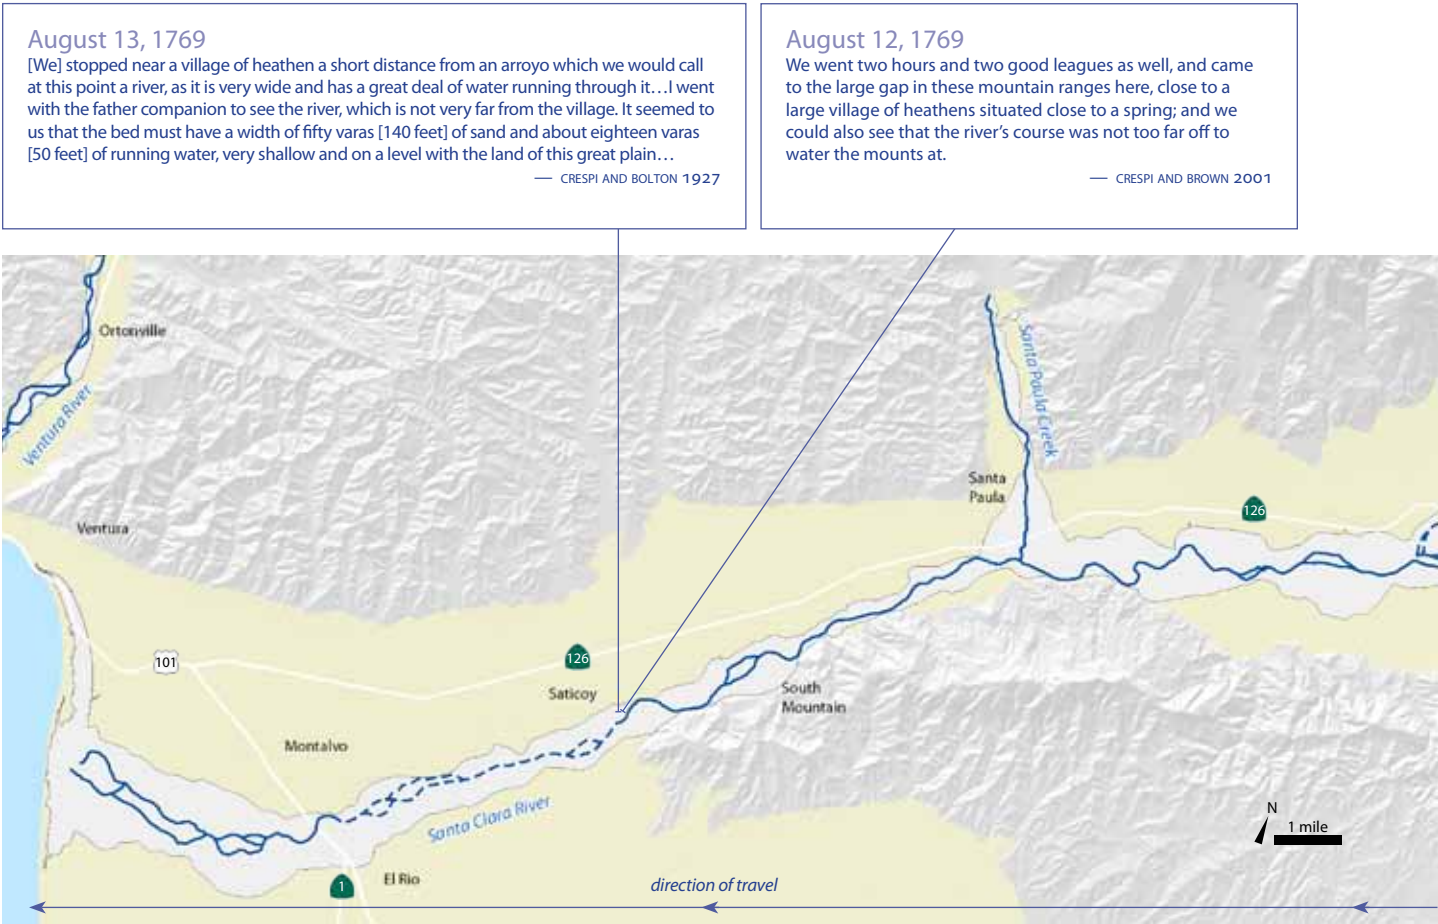 August 13, 1769
[We] stopped near a village of heathen a short distance from an arroyo which we would call
at this point a river, as it is very wide and has a great deal of water running through it…I went
with the father companion to see the river, which is not very far from the village. It seemed to
us that the bed must have a width of fifty varas [140 feet] of sand and about eighteen varas
[50 feet] of running water, very shallow and on a level with the land of this great plain…
— CRESPI AND BOLTON 1927
August 12, 1769
We went two hours and two good leagues as well, and came
to the large gap in these mountain ranges here, close to a
large village of heathens situated close to a spring; and we
could also see that the river's course was not too far off to
water the mounts at.
— CRESPI AND BROWN 2001
Ortonville
Ventura River
Santa Paula Creek
Santa
Paula
126
Ventura
101
126
Saticoy
South
Mountain
Montalvo
Santa Clara River
N
1 mile
1
El Rio
direction of travel